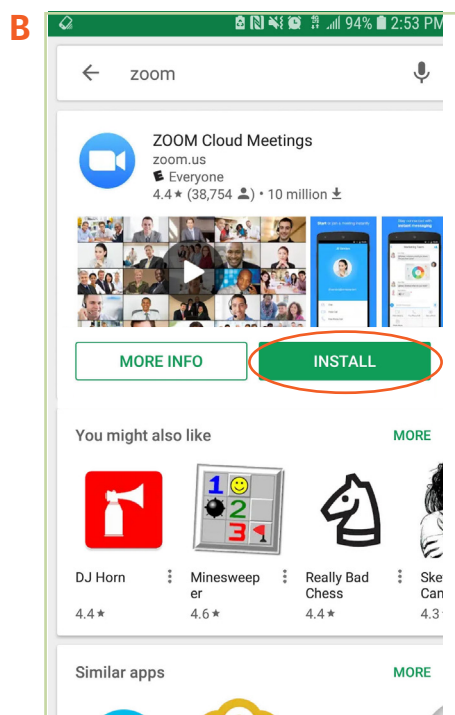 B
94% 2:53 PM
zoom
ZOOM Cloud Meetings
zoom.us
E Everyone
4.4★ (38,754 ) • 10 million
MORE INFO
INSTALL
You might also like
MORE
DJ Horn
4.4★
Minesweep
er
4.6★
Really Bad
Chess
4.4★
Ske
Can
4.3
Similar apps
MORE